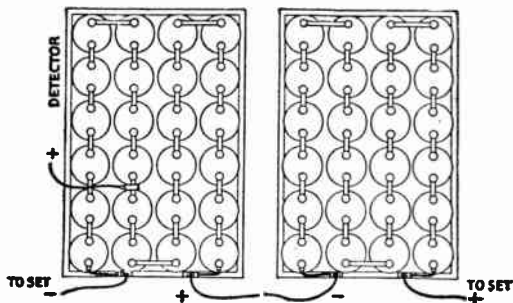 DETECTOR
+
TO SET
-
+
-
TO SET
+